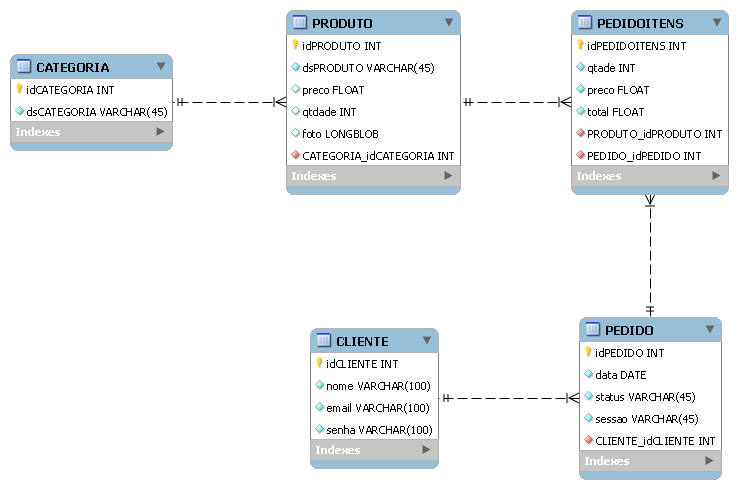 CATEGORIA
idCATEGORIA INT
dsCATEGORIA VARCHAR(45)
Indexes
PRODUTO
idPRODUTO INT
dsPRODUTO VARCHAR(45)
preco FLOAT
qtdade INT
foto LONGBLOB
CATEGORIA_idCATEGORIA INT
Indexes
PEDIDOITENS
idPEDIDOITENS INT
qtade INT
preco FLOAT
total FLOAT
PRODUTO_idPRODUTO INT
PEDIDO_idPEDIDO INT
Indexes
CLIENTE
idCLIENTE INT
nome VARCHAR(100)
email VARCHAR(100)
senha VARCHAR(100)
Indexes
PEDIDO
idPEDIDO INT
data DATE
status VARCHAR(45)
sessao VARCHAR(45)
CLIENTE_idCLIENTE INT
Indexes